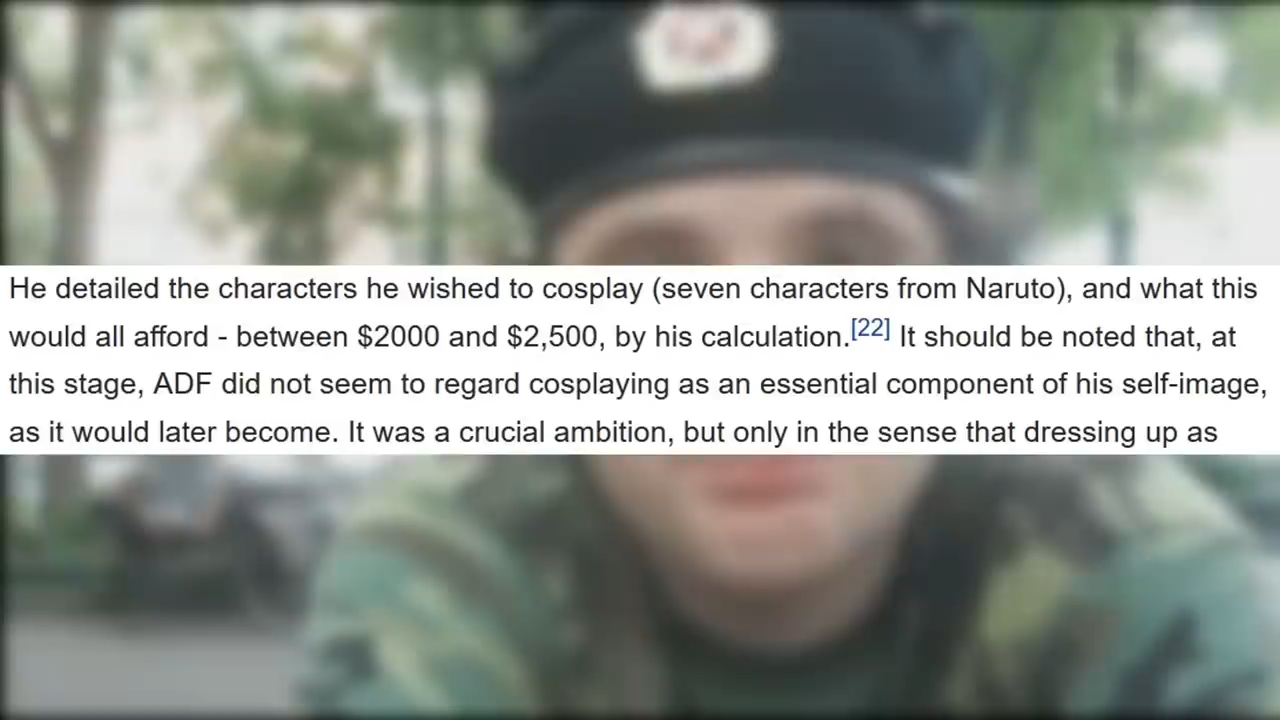 He detailed the characters he wished to cosplay (seven characters from Naruto), and what this
would all afford - between $2000 and $2,500, by his calculation.[22] It should be noted that, at
this stage, ADF did not seem to regard cosplaying as an essential component of his self-image,
as it would later become. It was a crucial ambition, but only in the sense that dressing up as